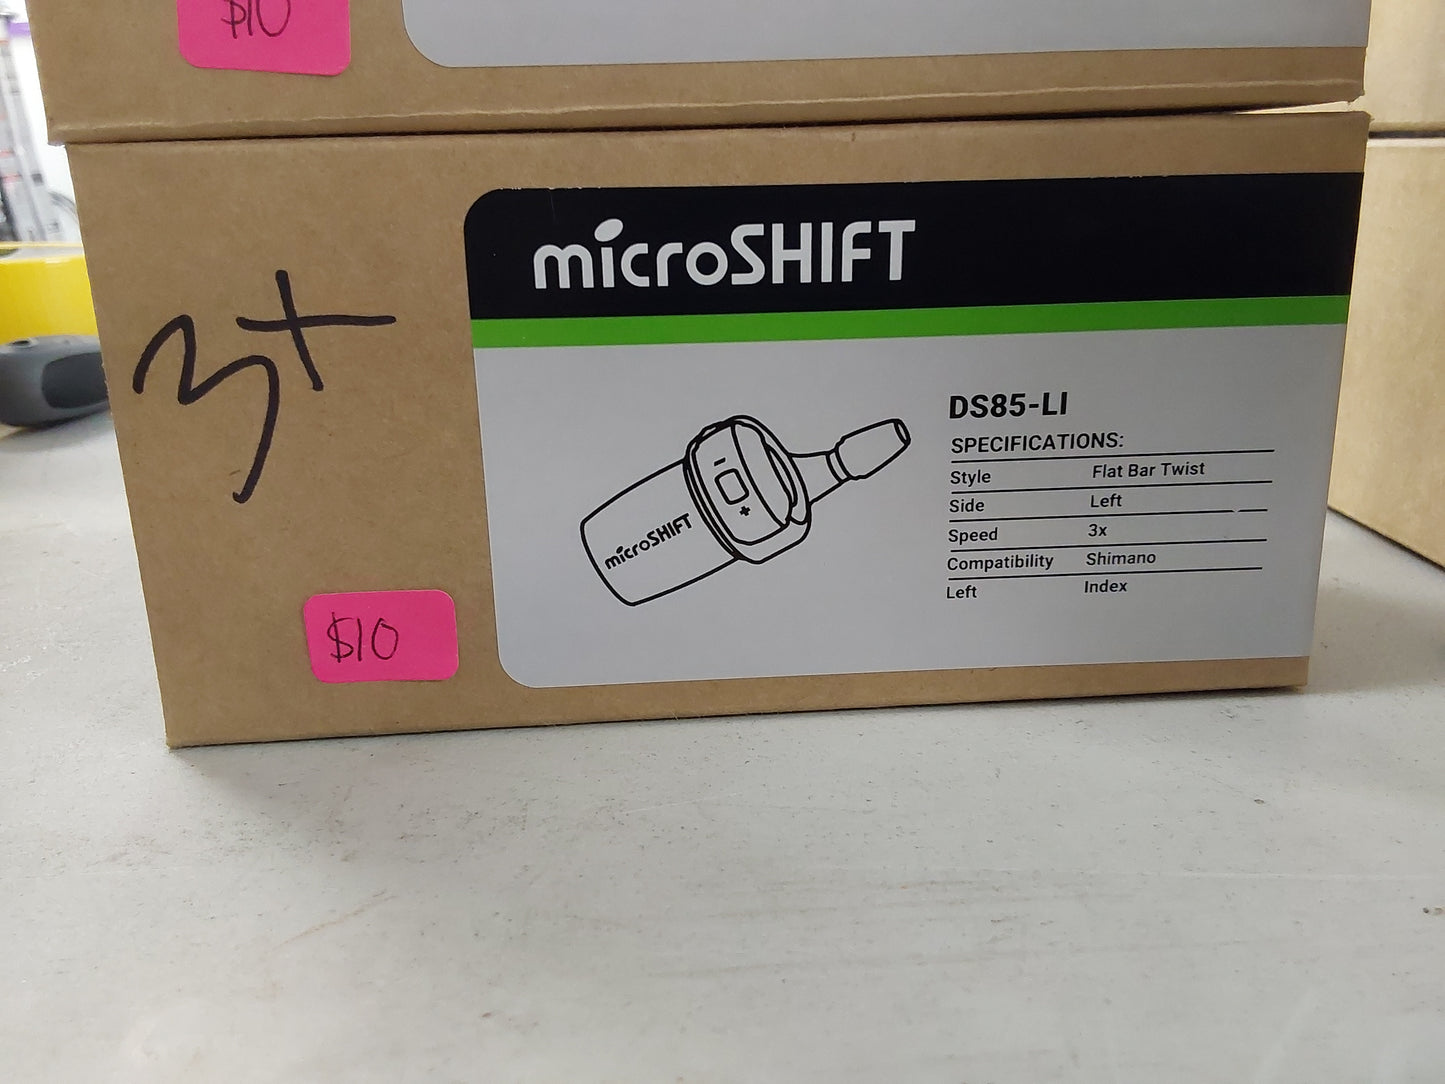 $10
microSHIFT
3+
microSHIFT
- +
DS85-LI
SPECIFICATIONS:
Style Flat Bar Twist
Side Left
Speed 3x
Compatibility Shimano
Left Index
$10